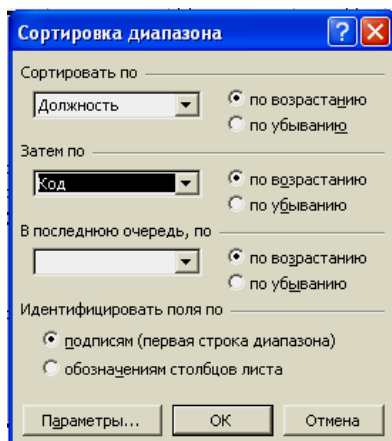 Сортировка диапазона
Сортировать по
Должность
по возрастанию
по убыванию
Затем по
Код
по возрастанию
по убыванию
В последнюю очередь, по
по возрастанию
по убыванию
Идентифицировать поля по
подписям (первая строка диапазона)
обозначениям столбцов листа
Параметры... ОК Отмена